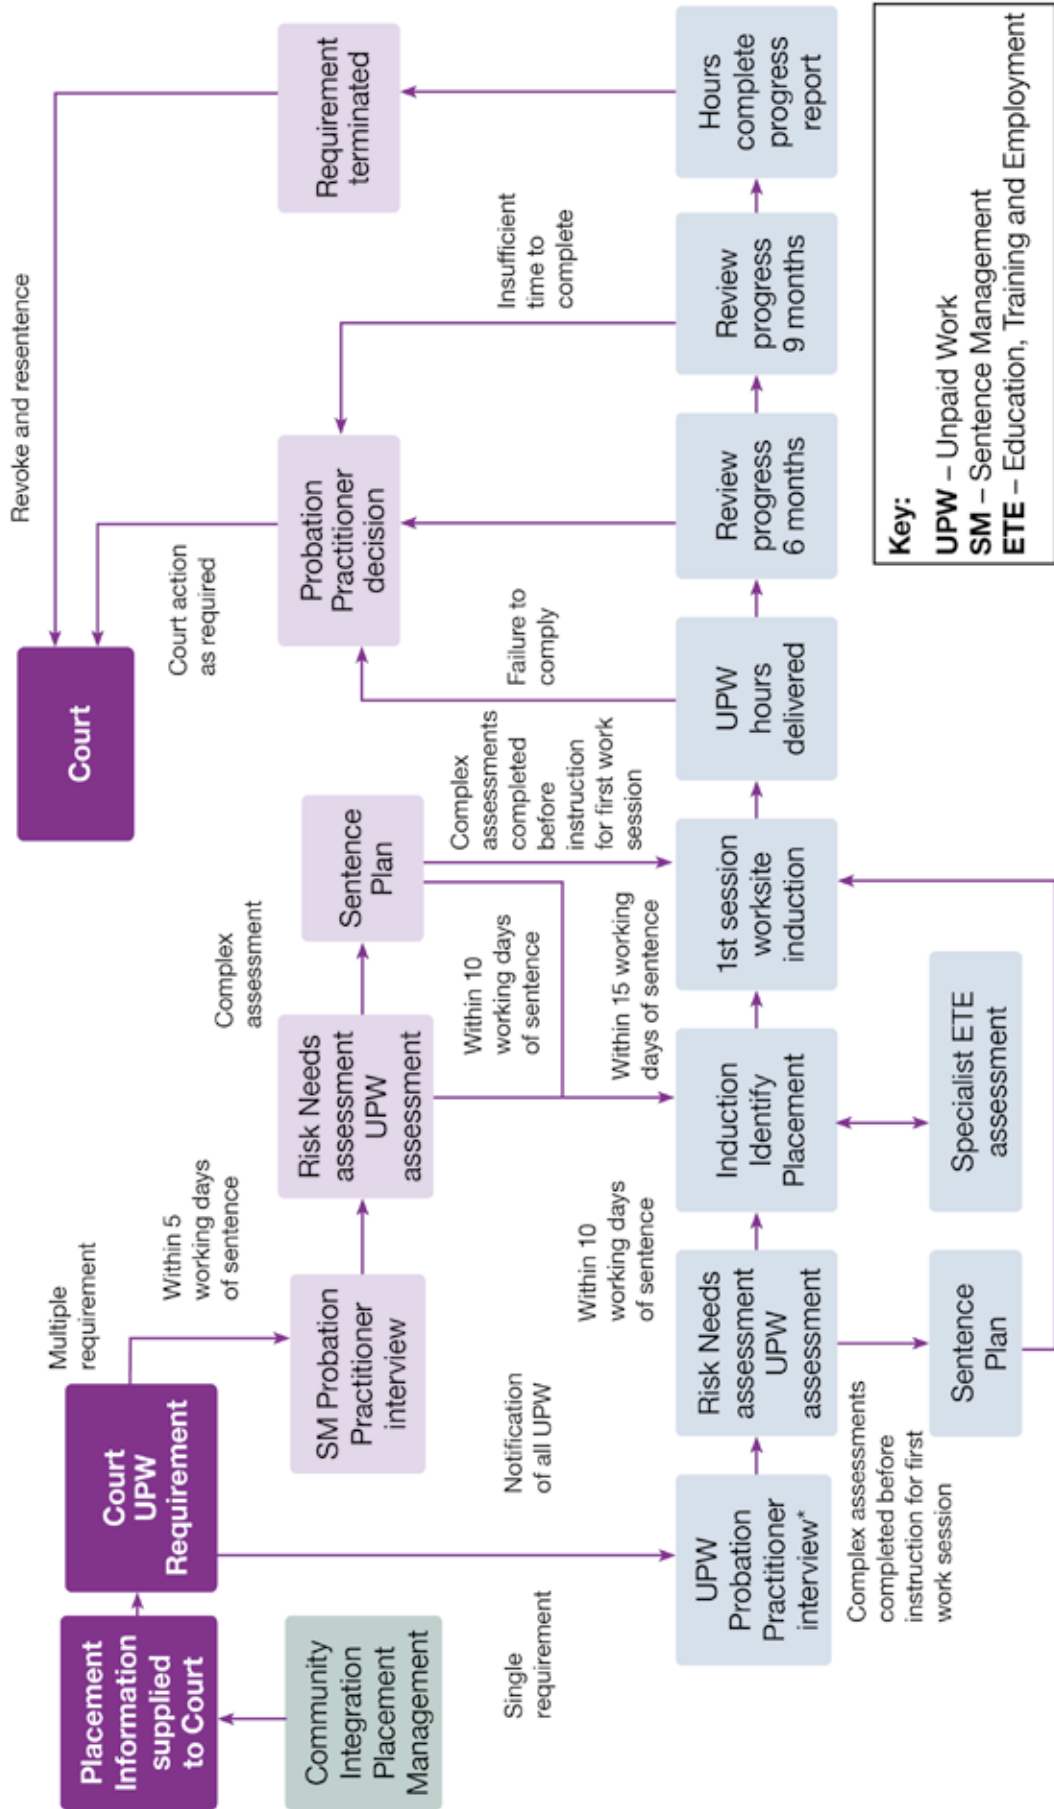 Placement
Information
supplied
to Court
Community
Integration
Placement
Management
Court
UPW
Requirement
Multiple
requirement
Within 5
working days
of sentence
Single
requirement
Notification
of all UPW
SM Probation
Practitioner
interview
Risk Needs
assessment
UPW
assessment
Complex
assessment
Sentence
Plan
Within 10
working days
of sentence
Complex
assessments
completed
before
instruction
for first work
session
Court
Court action
as required
Revoke and resentence
Probation
Practitioner
decision
Failure to
comply
Insufficient
time to
complete
Requirement
terminated
UPW
Probation
Practitioner
interview*
Risk Needs
assessment
UPW
assessment
Within 10
working days
of sentence
Induction
Identify
Placement
Within 15 working
days of sentence
1st session
worksite
induction
UPW
hours
delivered
Review
progress
6 months
Review
progress
9 months
Hours
complete
progress
report
Complex assessments
completed before
instruction for first
work session
Sentence
Plan
Specialist ETE
assessment
Key:
UPW – Unpaid Work
SM – Sentence Management
ETE – Education, Training and Employment